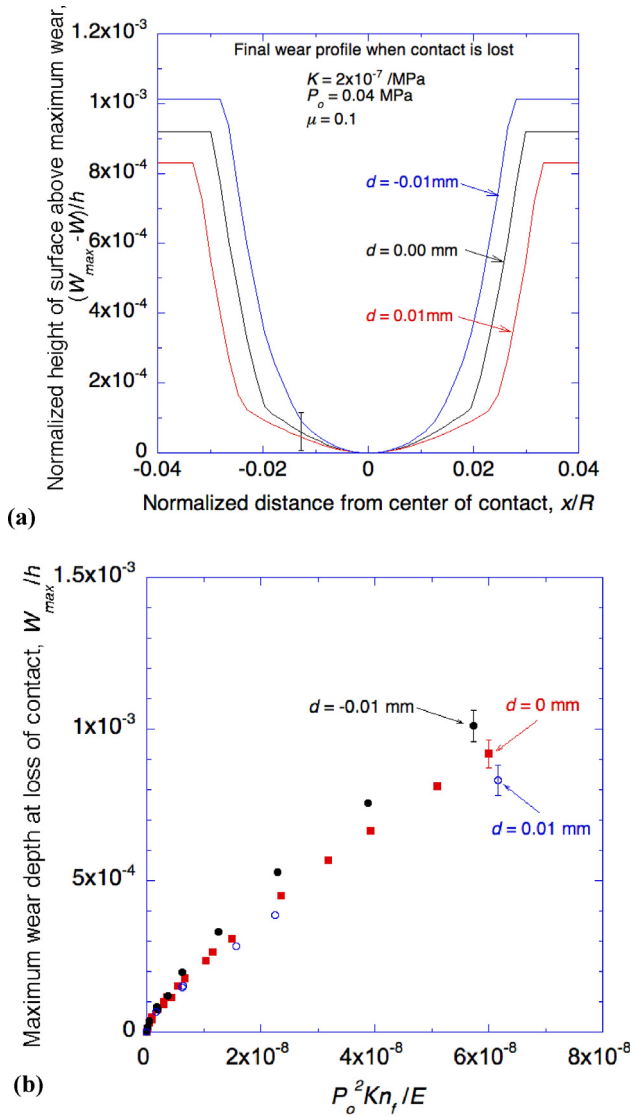 1.2x10⁻³
1x10⁻³
8x10⁻⁴
6x10⁻⁴
4x10⁻⁴
2x10⁻⁴
0
Normalized height of surface above maximum wear,
(W_max -W)/h
Final wear profile when contact is lost
K = 2x10⁻⁷ /MPa
P_o = 0.04 MPa
μ = 0.1
d = -0.01mm
d = 0.00 mm
d = 0.01mm
-0.04 -0.02 0 0.02 0.04
Normalized distance from center of contact, x/R
(a)
1.5x10⁻³
1x10⁻³
5x10⁻⁴
0
Maximum wear depth at loss of contact, W_max/h
d = -0.01 mm
d = 0 mm
d = 0.01 mm
0 2x10⁻⁸ 4x10⁻⁸ 6x10⁻⁸ 8x10⁻⁸
P_o²Kn_f/E
(b)